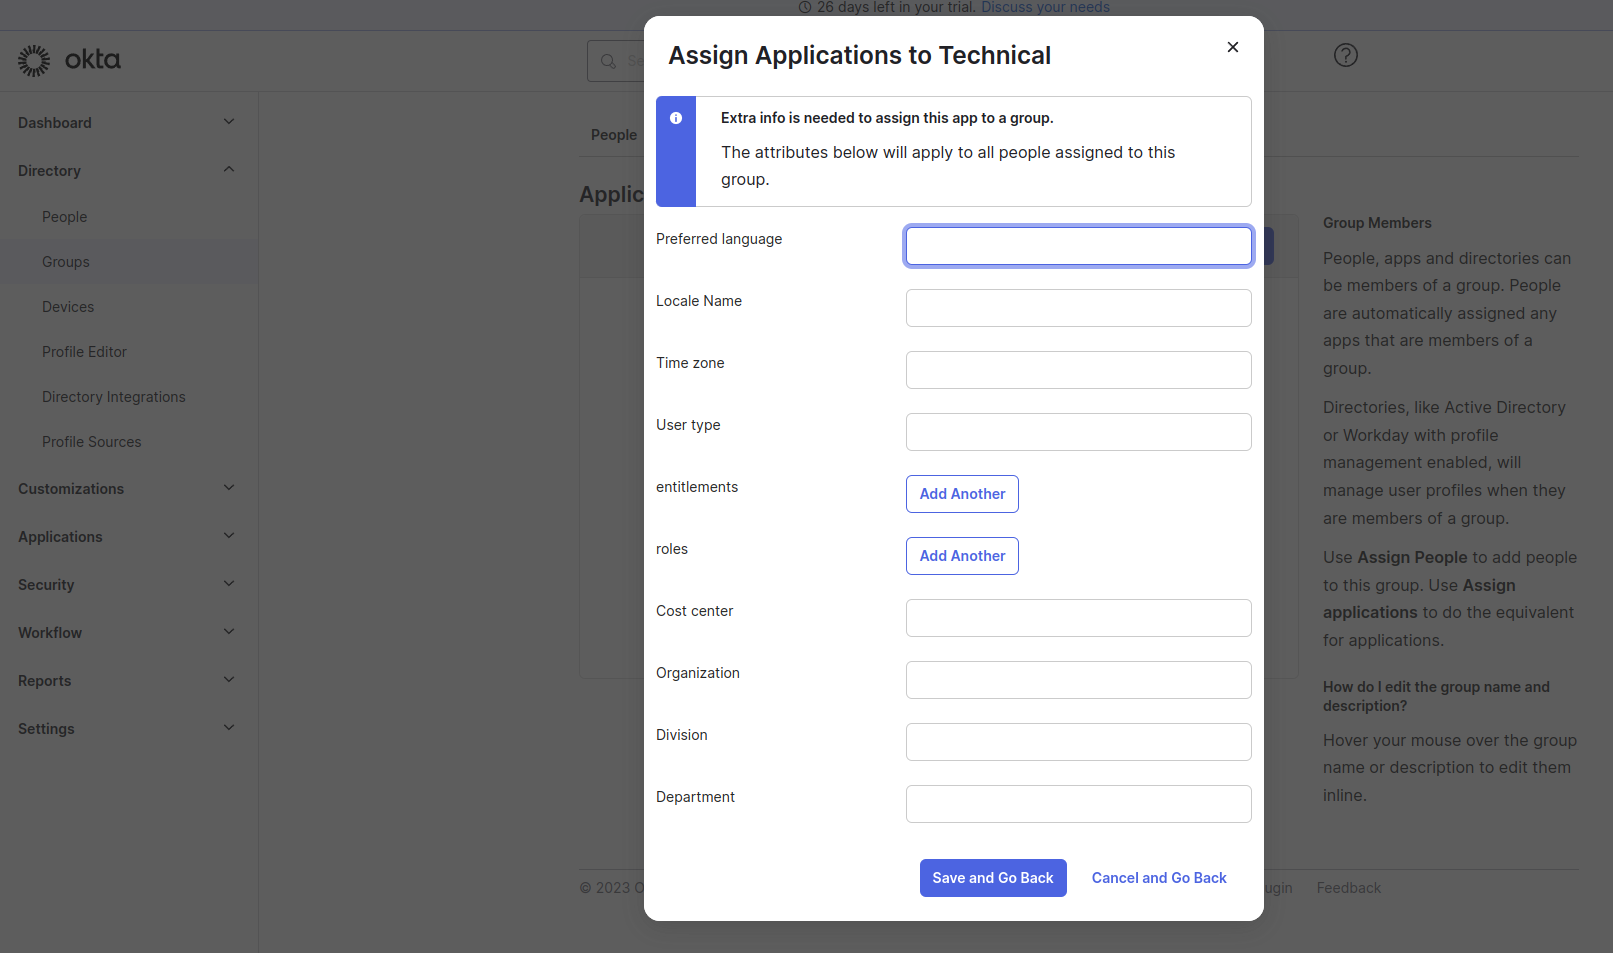 26 days left in your trial. Discuss your needs
okta
Se
Dashboard
Directory
People
Groups
Devices
Profile Editor
Directory Integrations
Profile Sources
Customizations
Applications
Security
Workflow
Reports
Settings
People
Applic
Assign Applications to Technical
Extra info is needed to assign this app to a group.
The attributes below will apply to all people assigned to this
group.
Preferred language
Locale Name
Time zone
User type
entitlements
Add Another
roles
Add Another
Cost center
Organization
Division
Department
Save and Go Back
Cancel and Go Back
Group Members
People, apps and directories can
be members of a group. People
are automatically assigned any
apps that are members of a
group.
Directories, like Active Directory
or Workday with profile
management enabled, will
manage user profiles when they
are members of a group.
Use Assign People to add people
to this group. Use Assign
applications to do the equivalent
for applications.
How do I edit the group name and
description?
Hover your mouse over the group
name or description to edit them
inline.
© 2023 O
ugin
Feedback